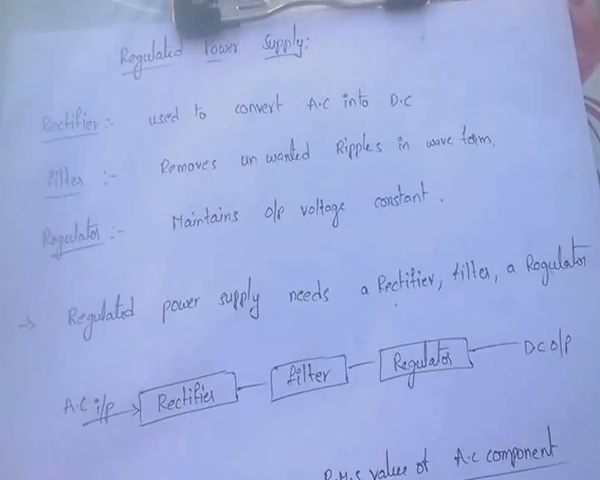 Regulated Power Supply:
Rectifier:- used to convert A.C into D.C
filter :- Removes un wanted Ripples in wave form.
Regulator :- Maintains o/p voltage constant.
→ Regulated power supply needs a Rectifier, filter, a Regulator
A.C i/p Rectifier filter Regulator DC o/p
R.M.S value of A.C component